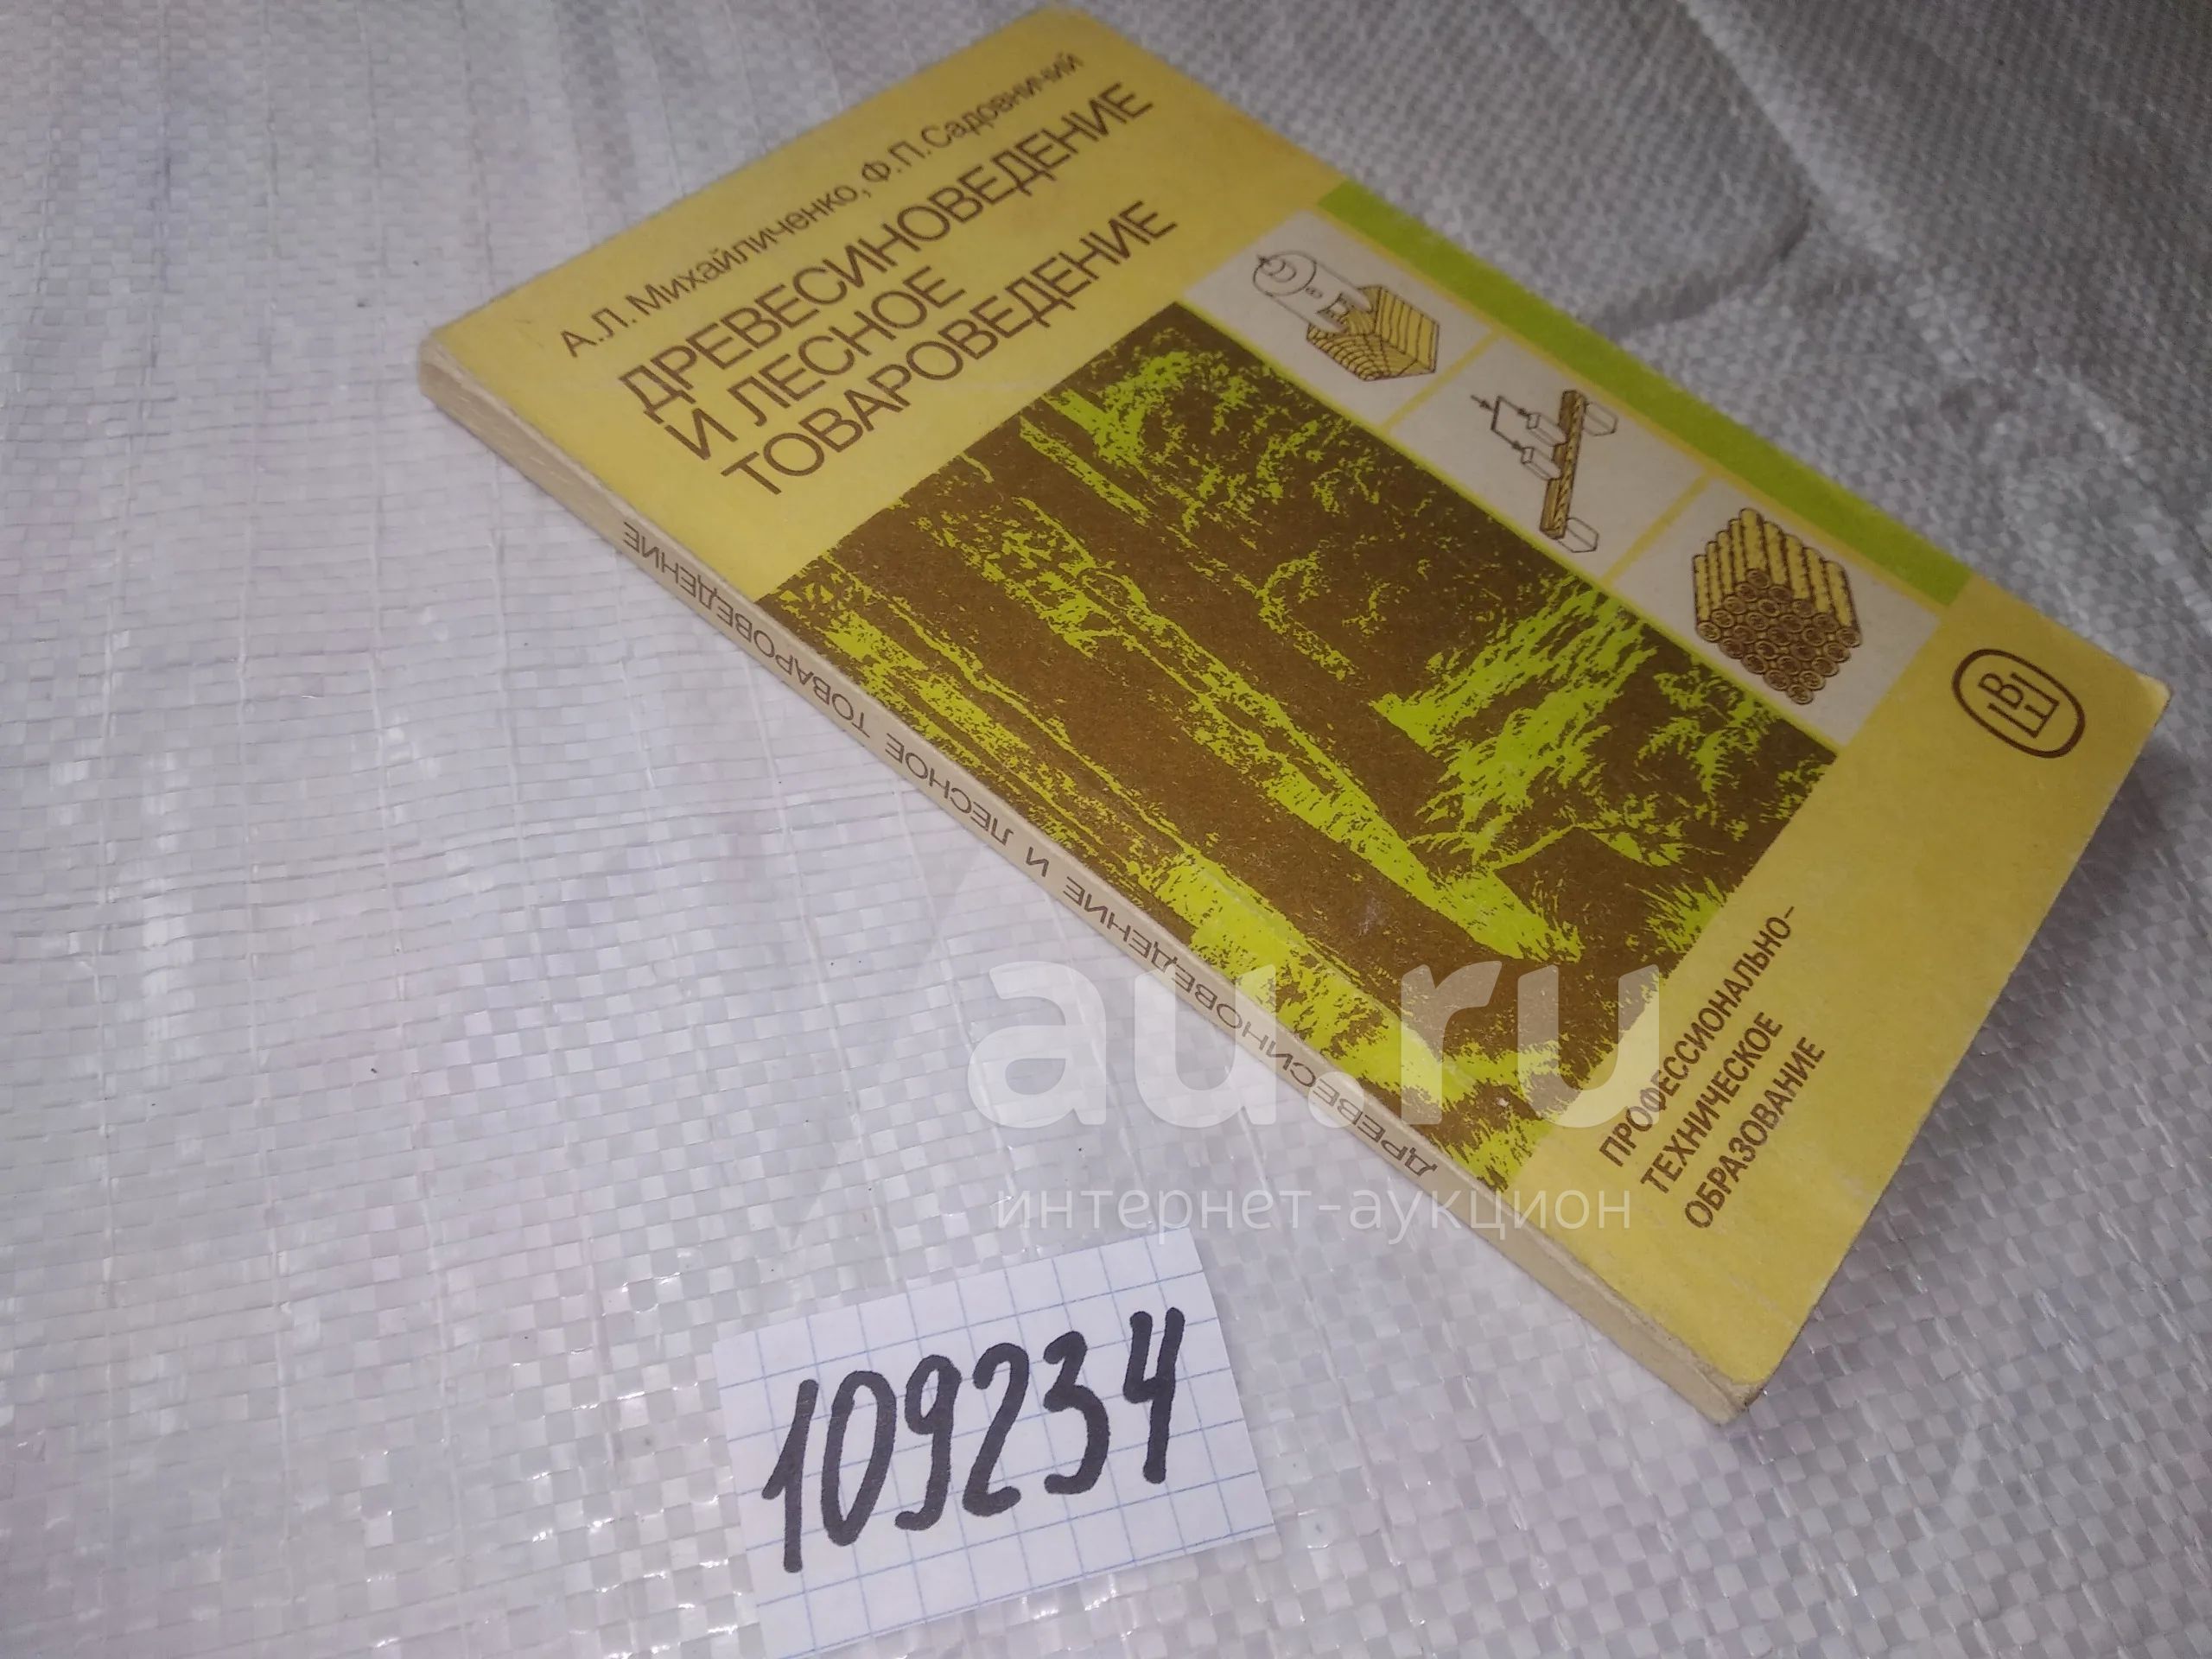 А.Л. Михайличенко, Ф.П. Садовничий
ДРЕВЕСИНОВЕДЕНИЕ
И ЛЕСНОЕ
ТОВАРОВЕДЕНИЕ
ПРОФЕССИОНАЛЬНО-
ТЕХНИЧЕСКОЕ
ОБРАЗОВАНИЕ
ДРЕВЕСИНОВЕДЕНИЕ И ЛЕСНОЕ ТОВАРОВЕДЕНИЕ
au.ru
интернет-аукцион
109234